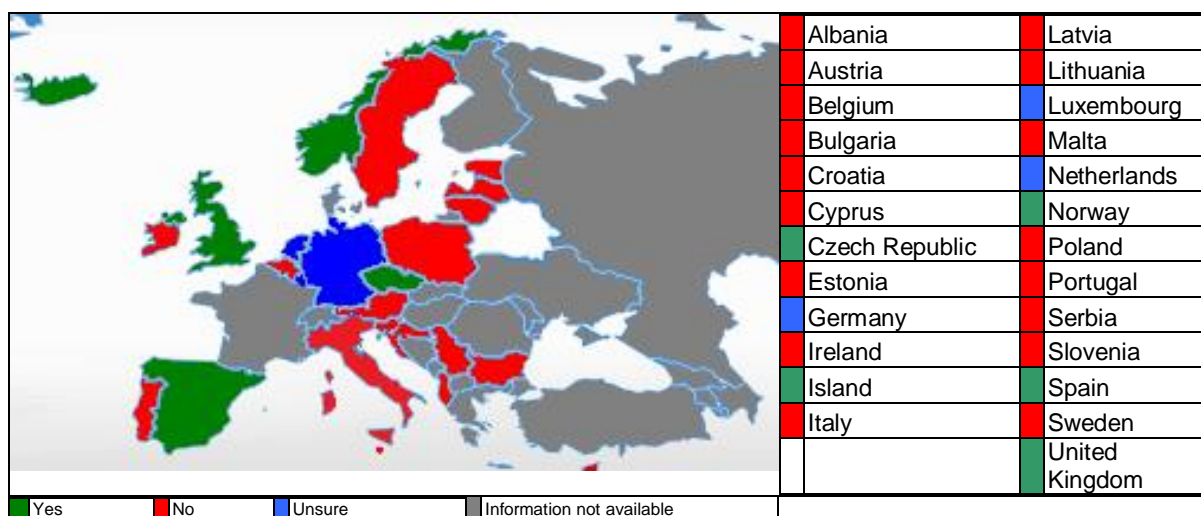 Albania Latvia
Austria Lithuania
Belgium Luxembourg
Bulgaria Malta
Croatia Netherlands
Cyprus Norway
Czech Republic Poland
Estonia Portugal
Germany Serbia
Ireland Slovenia
Island Spain
Italy Sweden
United
Kingdom
Yes No Unsure Information not available